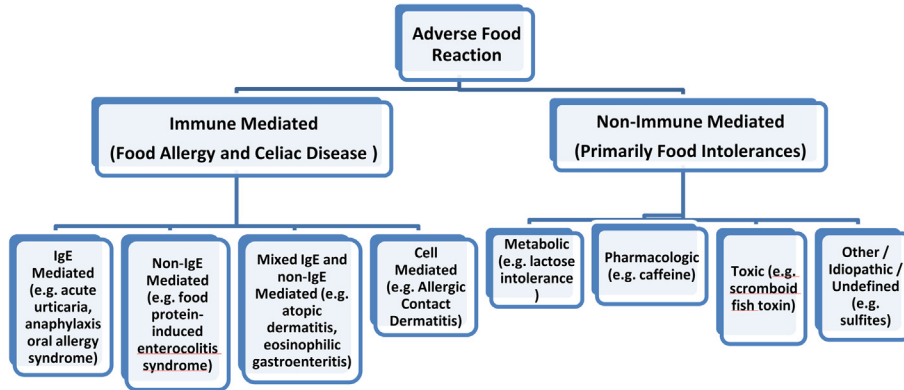 Adverse Food
Reaction
Immune Mediated
(Food Allergy and Celiac Disease )
Non-Immune Mediated
(Primarily Food Intolerances)
IgE
Mediated
(e.g. acute
urticaria,
anaphylaxis
oral allergy
syndrome)
Non-IgE
Mediated
(e.g. food
protein-
induced
enterocolitis
syndrome)
Mixed IgE and
non-IgE
Mediated (e.g.
atopic
dermatitis,
eosinophilic
gastroenteritis)
Cell
Mediated
(e.g. Allergic
Contact
Dermatitis)
Metabolic
(e.g. lactose
intolerance
)
Pharmacologic
(e.g. caffeine)
Toxic (e.g.
scromboid
fish toxin)
Other /
Idiopathic /
Undefined
(e.g.
sulfites)